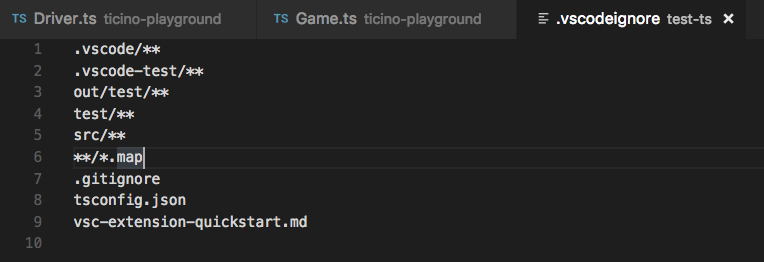 TS Driver.ts ticino-playground TS Game.ts ticino-playground .vscodeignore test-ts ×
1 .vscode/**
2 .vscode-test/**
3 out/test/**
4 test/**
5 src/**
6 **/*.map
7 .gitignore
8 tsconfig.json
9 vsc-extension-quickstart.md
10